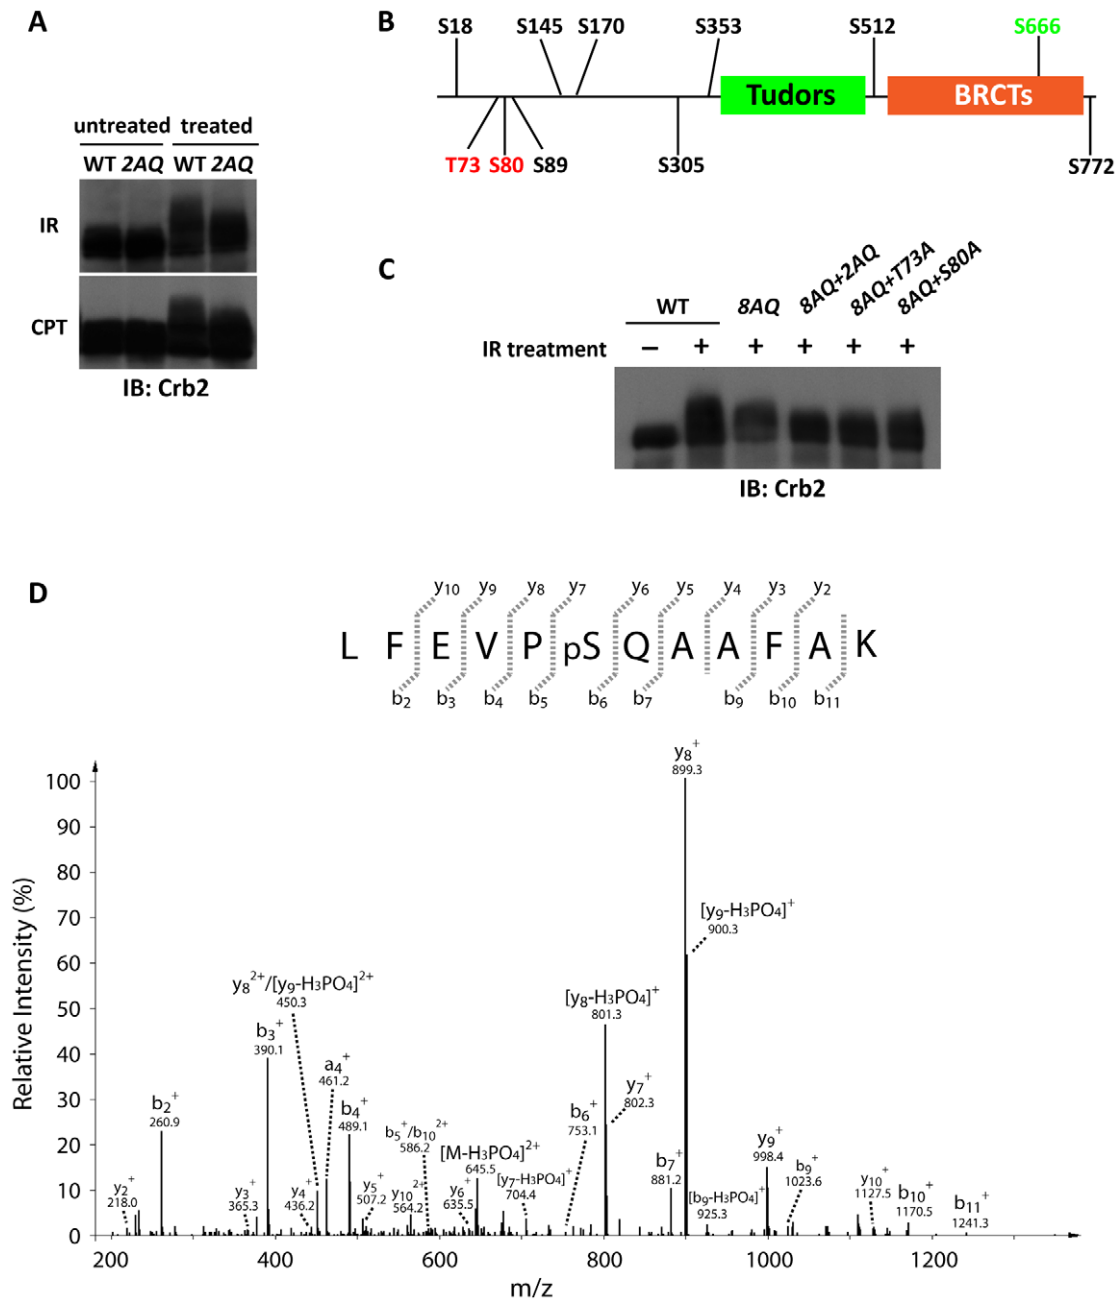 A
untreated treated
WT 2AQ WT 2AQ
IR
CPT
IB: Crb2
B
S18 S145 S170 S353 S512 S666
Tudors BRCTs
T73 S80 S89 S305 S772
C
WT 8AQ 8AQ+2AQ 8AQ+T73A 8AQ+S80A
IR treatment − + + + + +
IB: Crb2
D
y10 y9 y8 y7 y6 y5 y4 y3 y2
L F E V P pS Q A A F A K
b2 b3 b4 b5 b6 b7 b9 b10 b11
Relative Intensity (%)
100
90
80
70
60
50
40
30
20
10
0
y8+
899.3
[y9-H3PO4]+
900.3
y8 2+/[y9-H3PO4]2+
450.3
[y8-H3PO4]+
801.3
b3+
390.1
a4+
461.2
y7+
802.3
b2+
260.9
b4+
489.1
b5+/b10 2+
586.2
[M-H3PO4]2+
645.5
b6+
753.1
b7+
881.2
y9+
998.4
b9+
1023.6
y2+
218.0
y3+
365.3
y4+
436.2
y5+
507.2
y10 2+
564.2
y6+
635.5
[y7-H3PO4]+
704.4
[b9-H3PO4]+
925.3
y10+
1127.5
b10+
1170.5
b11+
1241.3
200 400 600 800 1000 1200
m/z